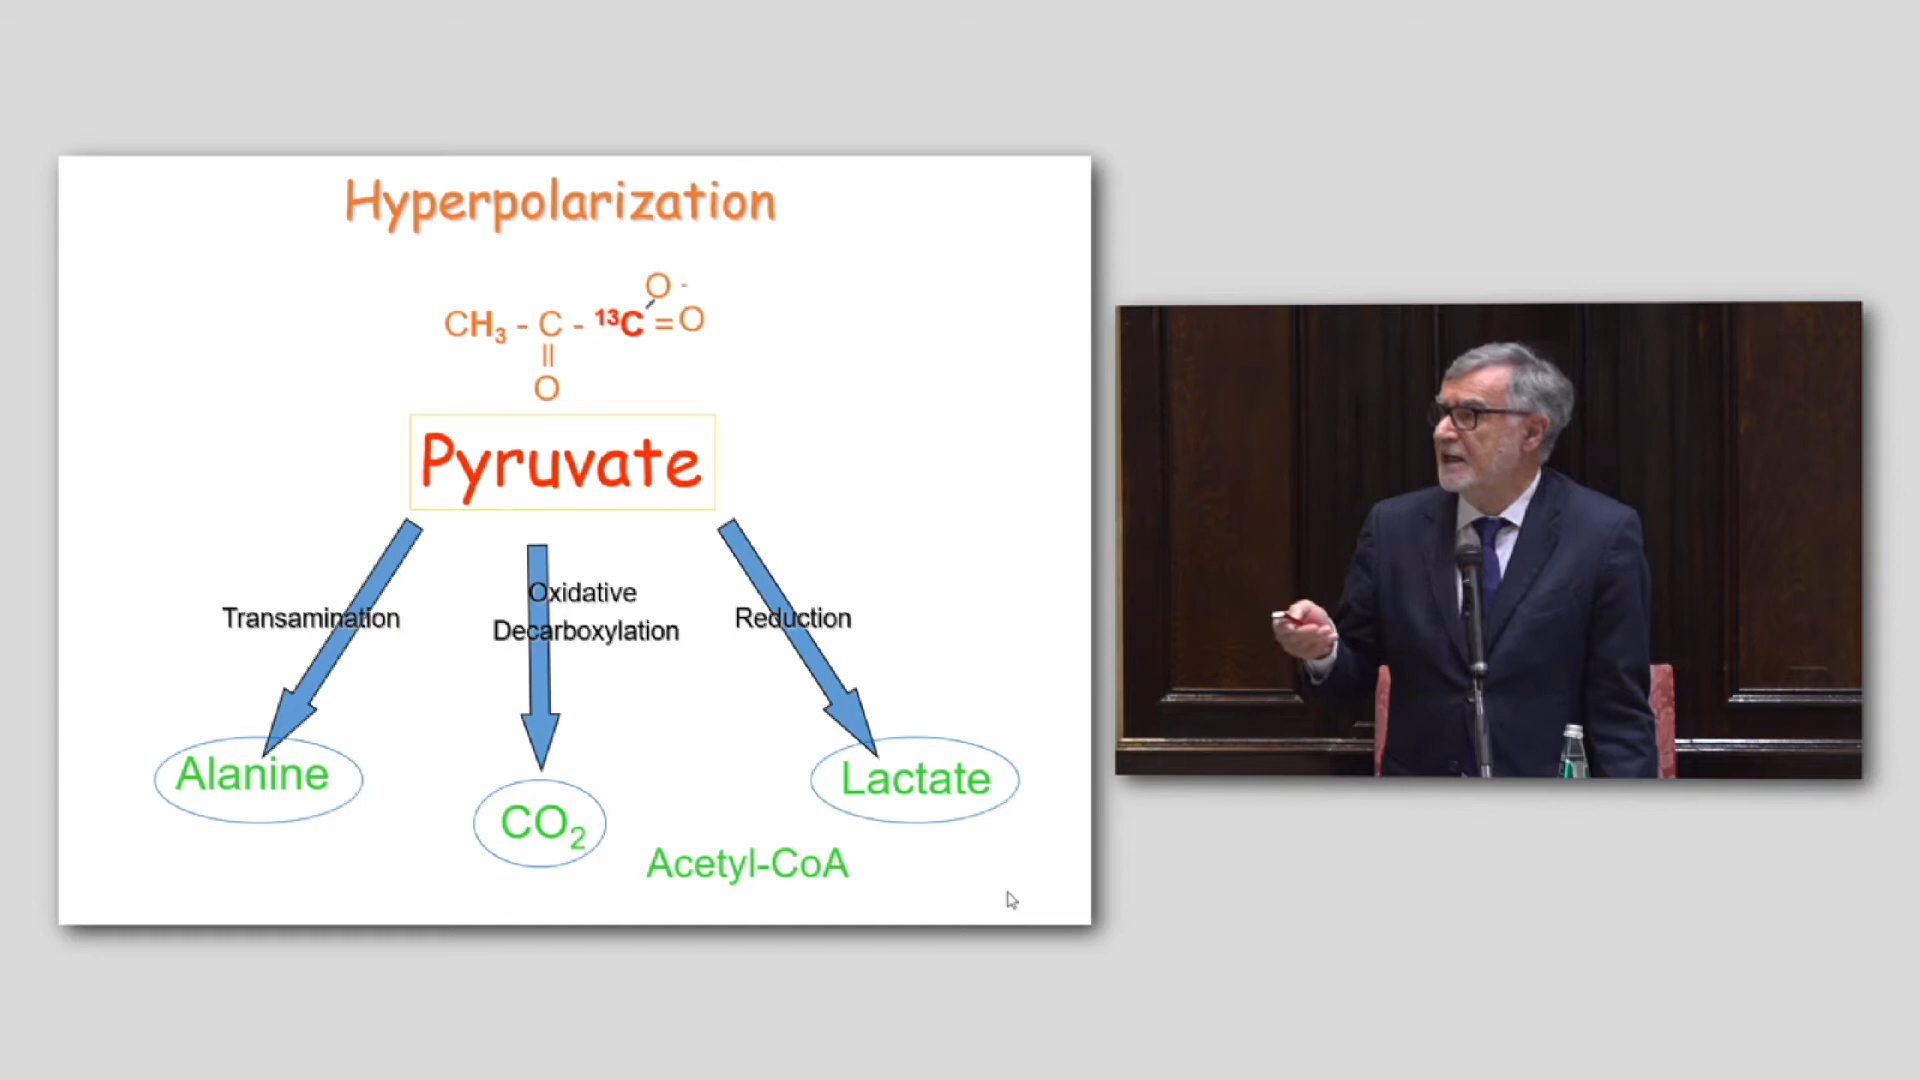 Hyperpolarization
O -
CH₃ - C - ¹³C = O
||
O
Pyruvate
Transamination
Oxidative
Decarboxylation
Reduction
Alanine
CO₂
Lactate
Acetyl-CoA